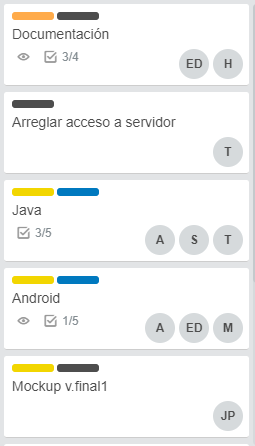 Documentación
3/4 ED H
Arreglar acceso a servidor
T
Java
3/5 A S T
Android
1/5 A ED M
Mockup v.final1
JP